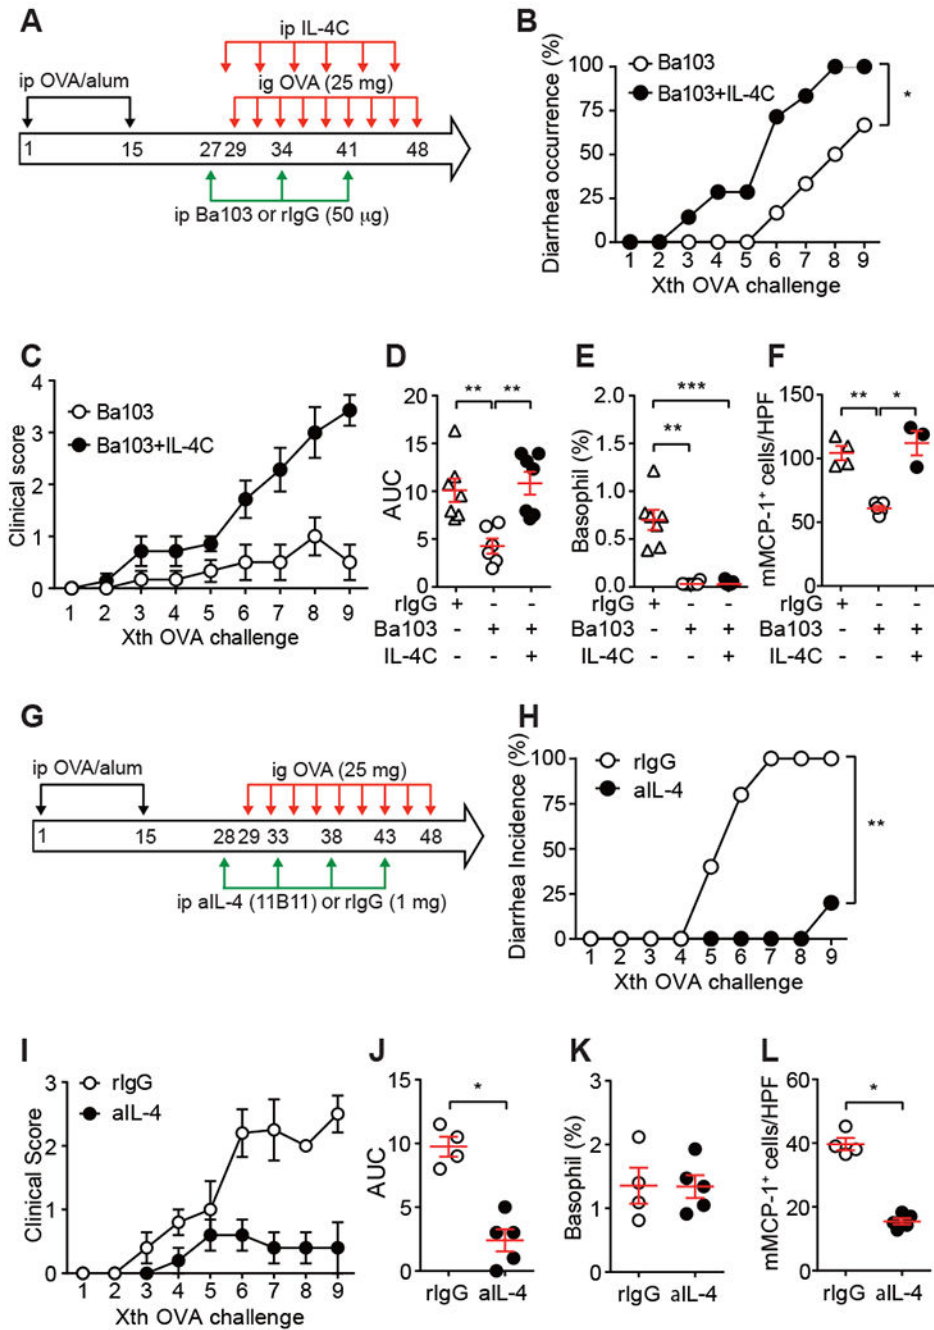 A
ip IL-4C
ip OVA/alum
ig OVA (25 mg)
1 15 27 29 34 41 48
ip Ba103 or rIgG (50 µg)
B
Diarrhea occurrence (%)
100
75
50
25
0
Ba103
Ba103+IL-4C
*
1 2 3 4 5 6 7 8 9
Xth OVA challenge
C
Clinical score
4
3
2
1
0
Ba103
Ba103+IL-4C
1 2 3 4 5 6 7 8 9
Xth OVA challenge
D
AUC
20
15
10
5
0
** **
rIgG + - -
Ba103 - + +
IL-4C - - +
E
Basophil (%)
2.0
1.5
1.0
0.5
0.0
***
**
rIgG + - -
Ba103 - + +
IL-4C - - +
F
mMCP-1⁺ cells/HPF
150
100
50
0
** *
rIgG + - -
Ba103 - + +
IL-4C - - +
G
ip OVA/alum
ig OVA (25 mg)
1 15 28 29 33 38 43 48
ip aIL-4 (11B11) or rIgG (1 mg)
H
Diarrhea Incidence (%)
100
75
50
25
0
rIgG
aIL-4
**
1 2 3 4 5 6 7 8 9
Xth OVA challenge
I
Clinical Score
3
2
1
0
rIgG
aIL-4
1 2 3 4 5 6 7 8 9
Xth OVA challenge
J
AUC
15
10
5
0
*
rIgG aIL-4
K
Basophil (%)
3
2
1
0
rIgG aIL-4
L
mMCP-1⁺ cells/HPF
60
40
20
0
*
rIgG aIL-4